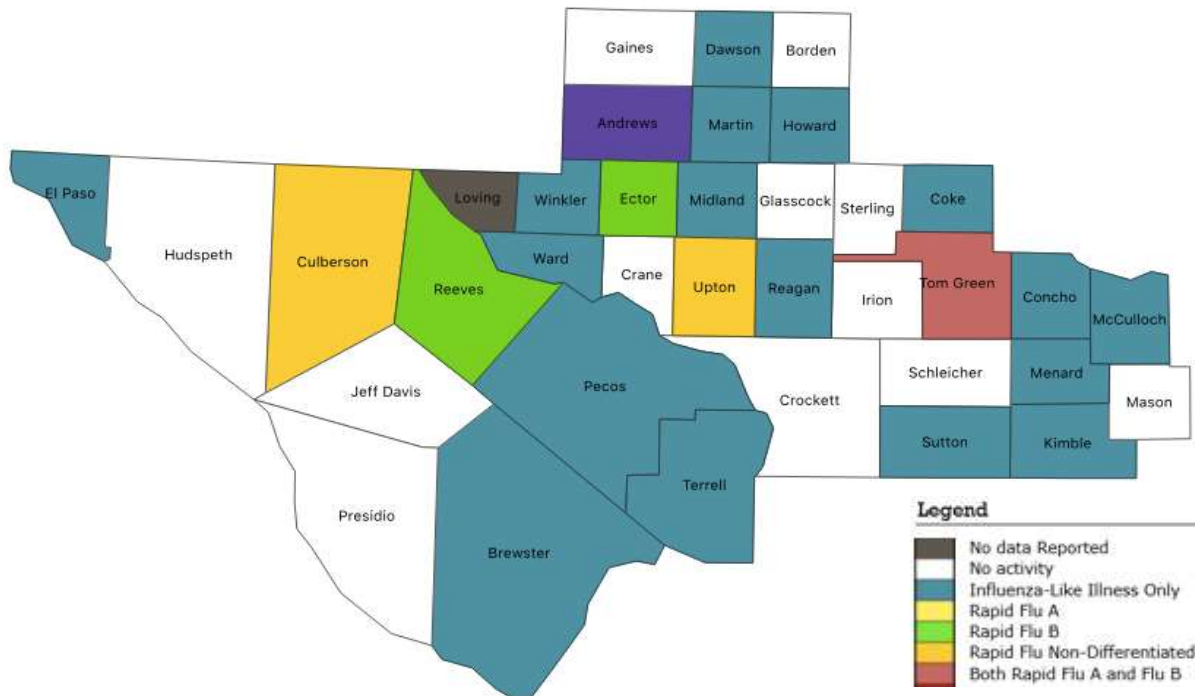 Gaines
Dawson
Borden
Andrews
Martin
Howard
El Paso
Hudspeth
Culberson
Loving
Winkler
Ector
Midland
Glasscock
Sterling
Coke
Reeves
Ward
Crane
Upton
Reagan
Irion
Tom Green
Concho
McCulloch
Jeff Davis
Pecos
Crockett
Schleicher
Menard
Mason
Sutton
Kimble
Terrell
Presidio
Brewster
Legend
No data Reported
No activity
Influenza-Like Illness Only
Rapid Flu A
Rapid Flu B
Rapid Flu Non-Differentiated
Both Rapid Flu A and Flu B